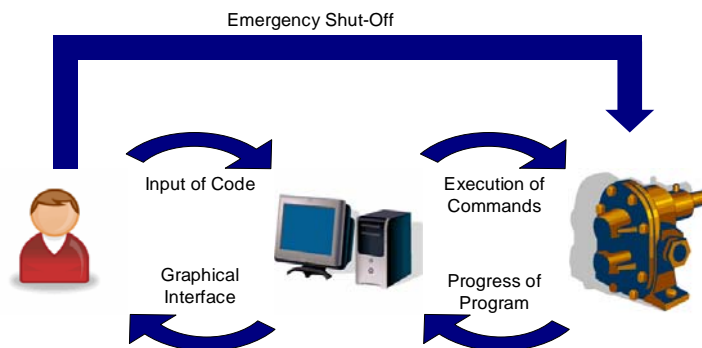 Emergency Shut-Off
Input of Code
Execution of
Commands
Graphical
Interface
Progress of
Program